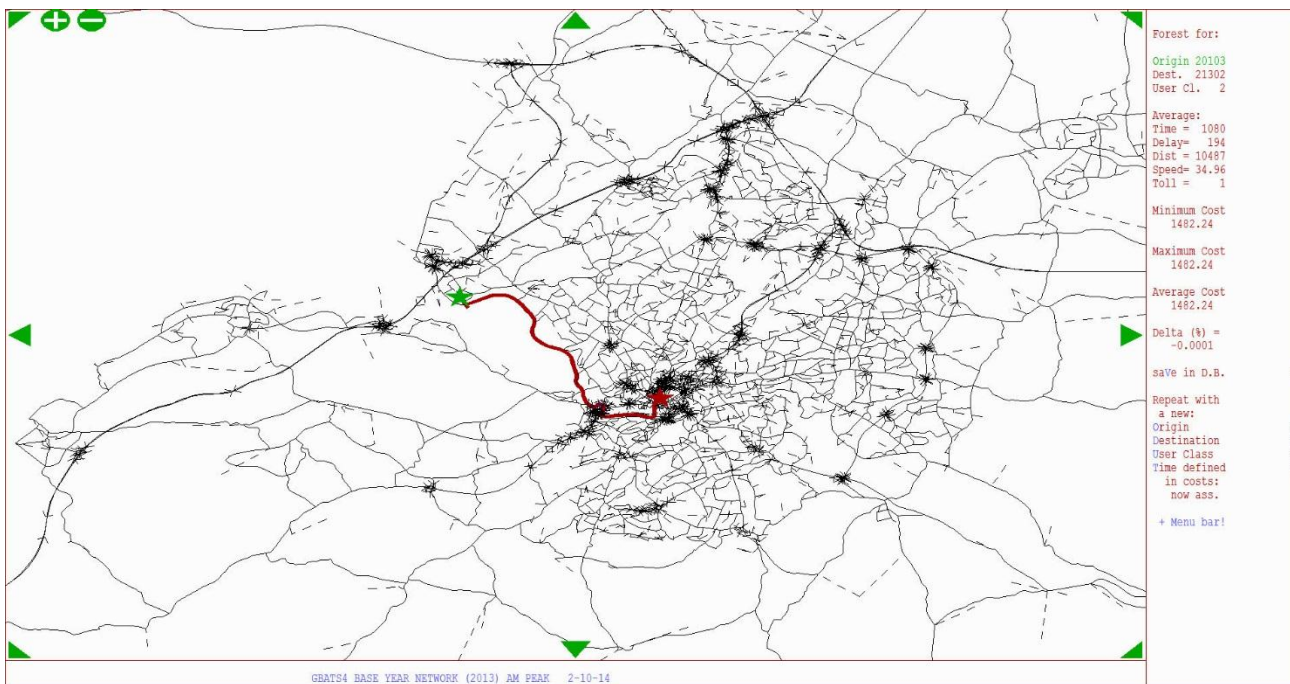 Forest for:
Origin 20103
Dest. 21302
User Cl. 2
Average:
Time = 1080
Delay= 194
Dist = 10487
Speed= 34.96
Toll = 1
Minimum Cost
1482.24
Maximum Cost
1482.24
Average Cost
1482.24
Delta (%) =
-0.0001
saVe in D.B.
Repeat with
a new:
Origin
Destination
User Class
Time defined
in costs:
now ass.
+ Menu bar!
GBATS4 BASE YEAR NETWORK (2013) AM PEAK 2-10-14